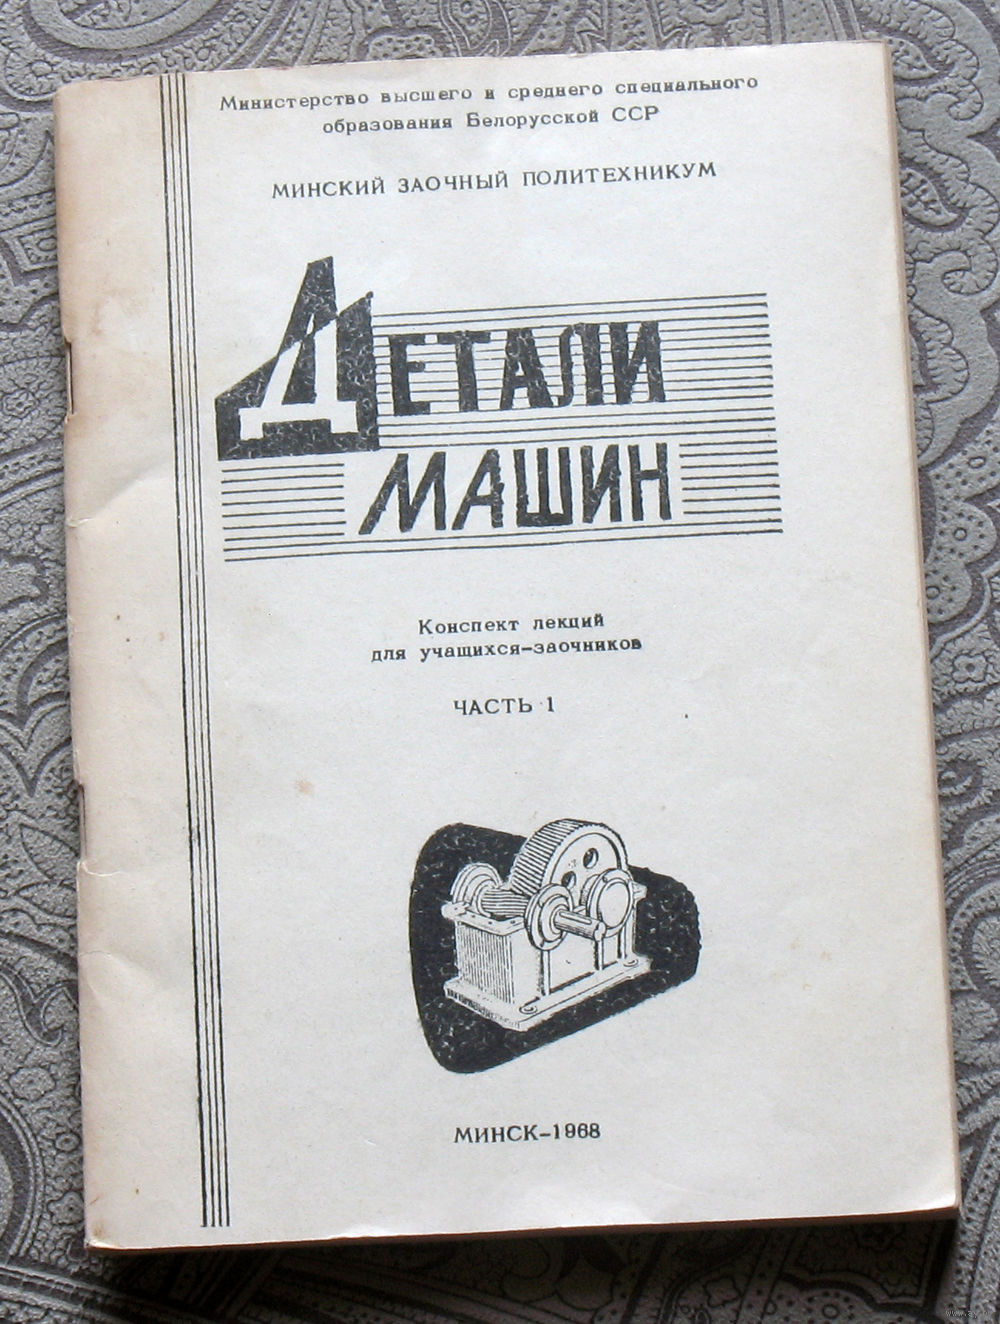 Министерство высшего и среднего специального
образования Белорусской ССР
МИНСКИЙ ЗАОЧНЫЙ ПОЛИТЕХНИКУМ
ДЕТАЛИ
МАШИН
Конспект лекций
для учащихся-заочников
ЧАСТЬ 1
МИНСК-1968